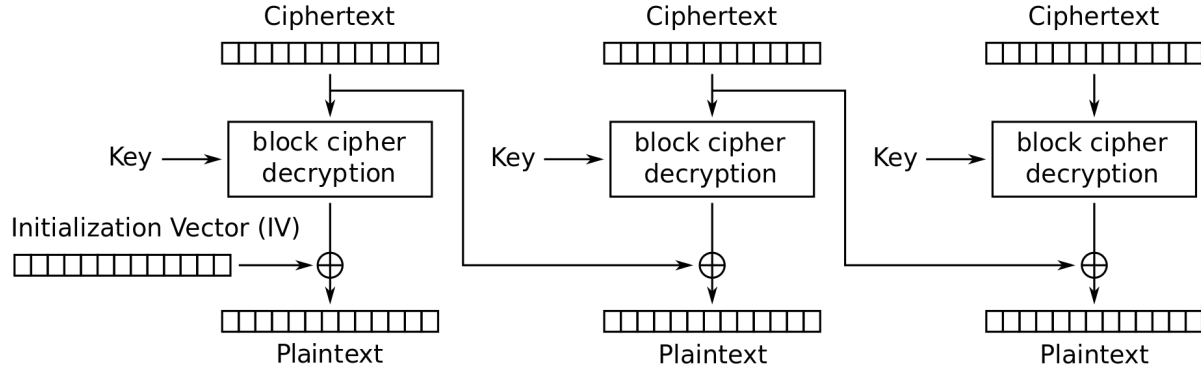 Ciphertext
Ciphertext
Ciphertext
Key
block cipher
decryption
Key
block cipher
decryption
Key
block cipher
decryption
Initialization Vector (IV)
Plaintext
Plaintext
Plaintext